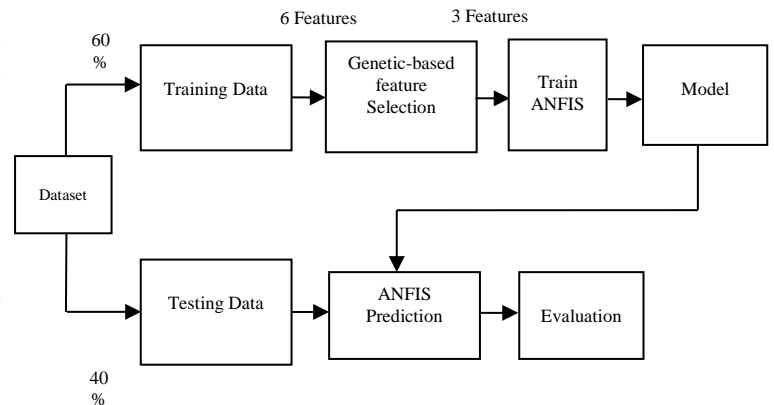 6 Features
3 Features
60
%
Training Data
Genetic-based
feature
Selection
Train
ANFIS
Model
Dataset
Testing Data
ANFIS
Prediction
Evaluation
40
%